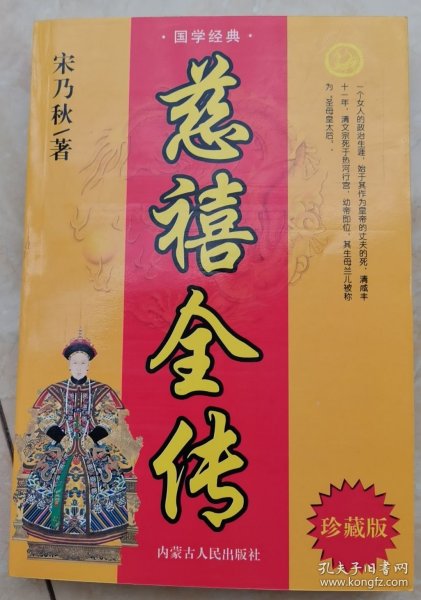 ·国学经典·
宋乃秋/著
慈禧全传
一个女人的政治生涯,始于其作为皇帝的丈夫的死,清咸丰
十一年,清文宗死于热河行宫,幼帝即位,其生母兰儿被称
为“圣母皇太后”。
珍藏版
内蒙古人民出版社
孔夫子旧书网
www.kongfz.com